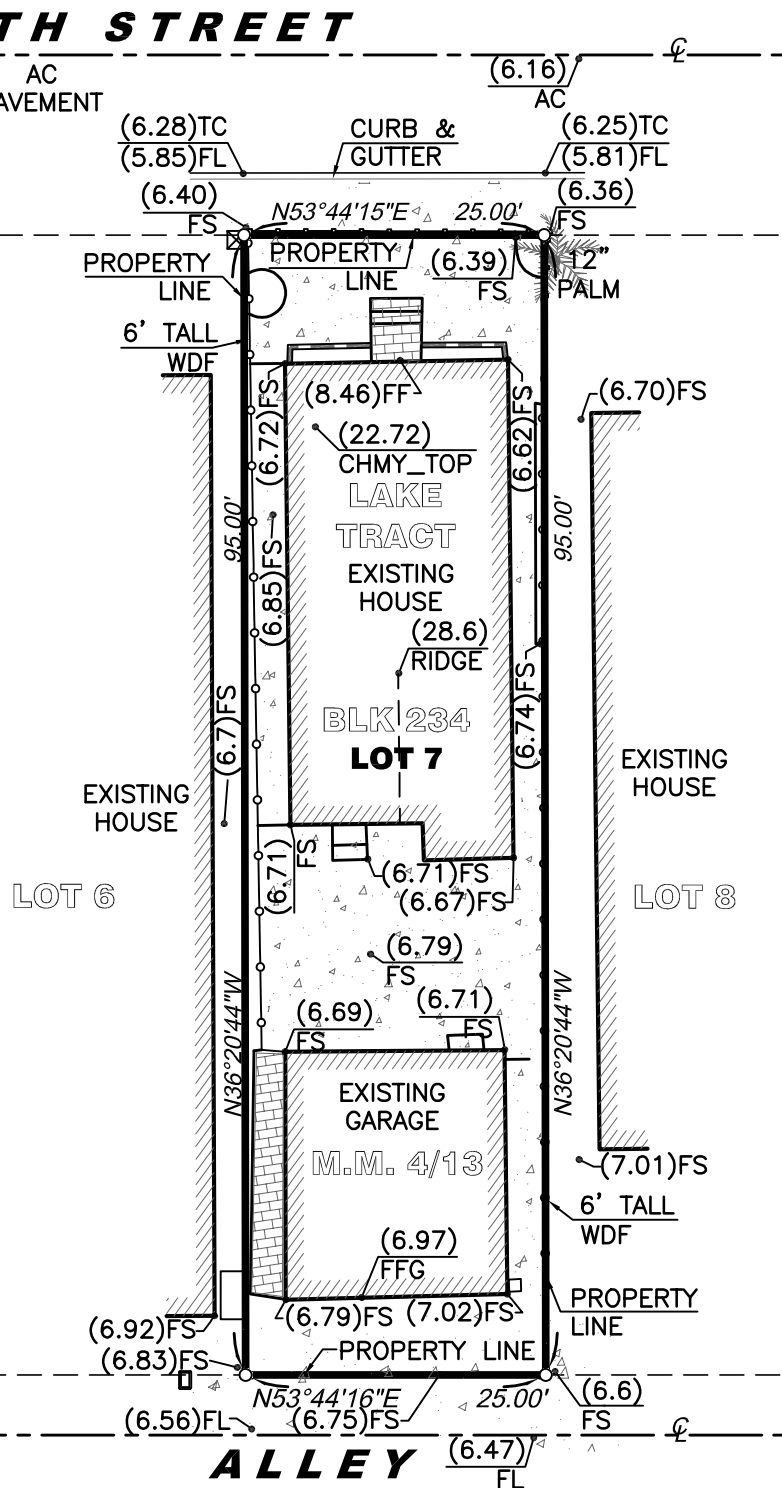 TH STREET
℄
(6.16)
AC
AC
AVEMENT
(6.28)TC
(5.85)FL
CURB &
GUTTER
(6.25)TC
(5.81)FL
(6.40)
FS
N53°44'15"E 25.00'
(6.36)
FS
PROPERTY
LINE
PROPERTY
LINE
(6.39)
FS
12"
PALM
6' TALL
WDF
(8.46)FF
(6.72)FS
(6.62)FS
(6.70)FS
(22.72)
CHMY_TOP
LAKE
TRACT
95.00'
95.00'
(6.85)FS
EXISTING
HOUSE
(28.6)
RIDGE
(6.7)FS
(6.74)FS
BLK 234
LOT 7
EXISTING
HOUSE
EXISTING
HOUSE
(6.71)
FS
(6.71)FS
(6.67)FS
LOT 6
LOT 8
(6.79)
FS
(6.69)
FS
(6.71)
FS
N36°20'44"W
N36°20'44"W
EXISTING
GARAGE
M.M. 4/13
(7.01)FS
6' TALL
WDF
(6.97)
FFG
(6.79)FS
(7.02)FS
PROPERTY
LINE
(6.92)FS
(6.83)FS
PROPERTY LINE
N53°44'16"E 25.00'
(6.6)
FS
(6.56)FL
(6.75)FS
℄
ALLEY
(6.47)
FL